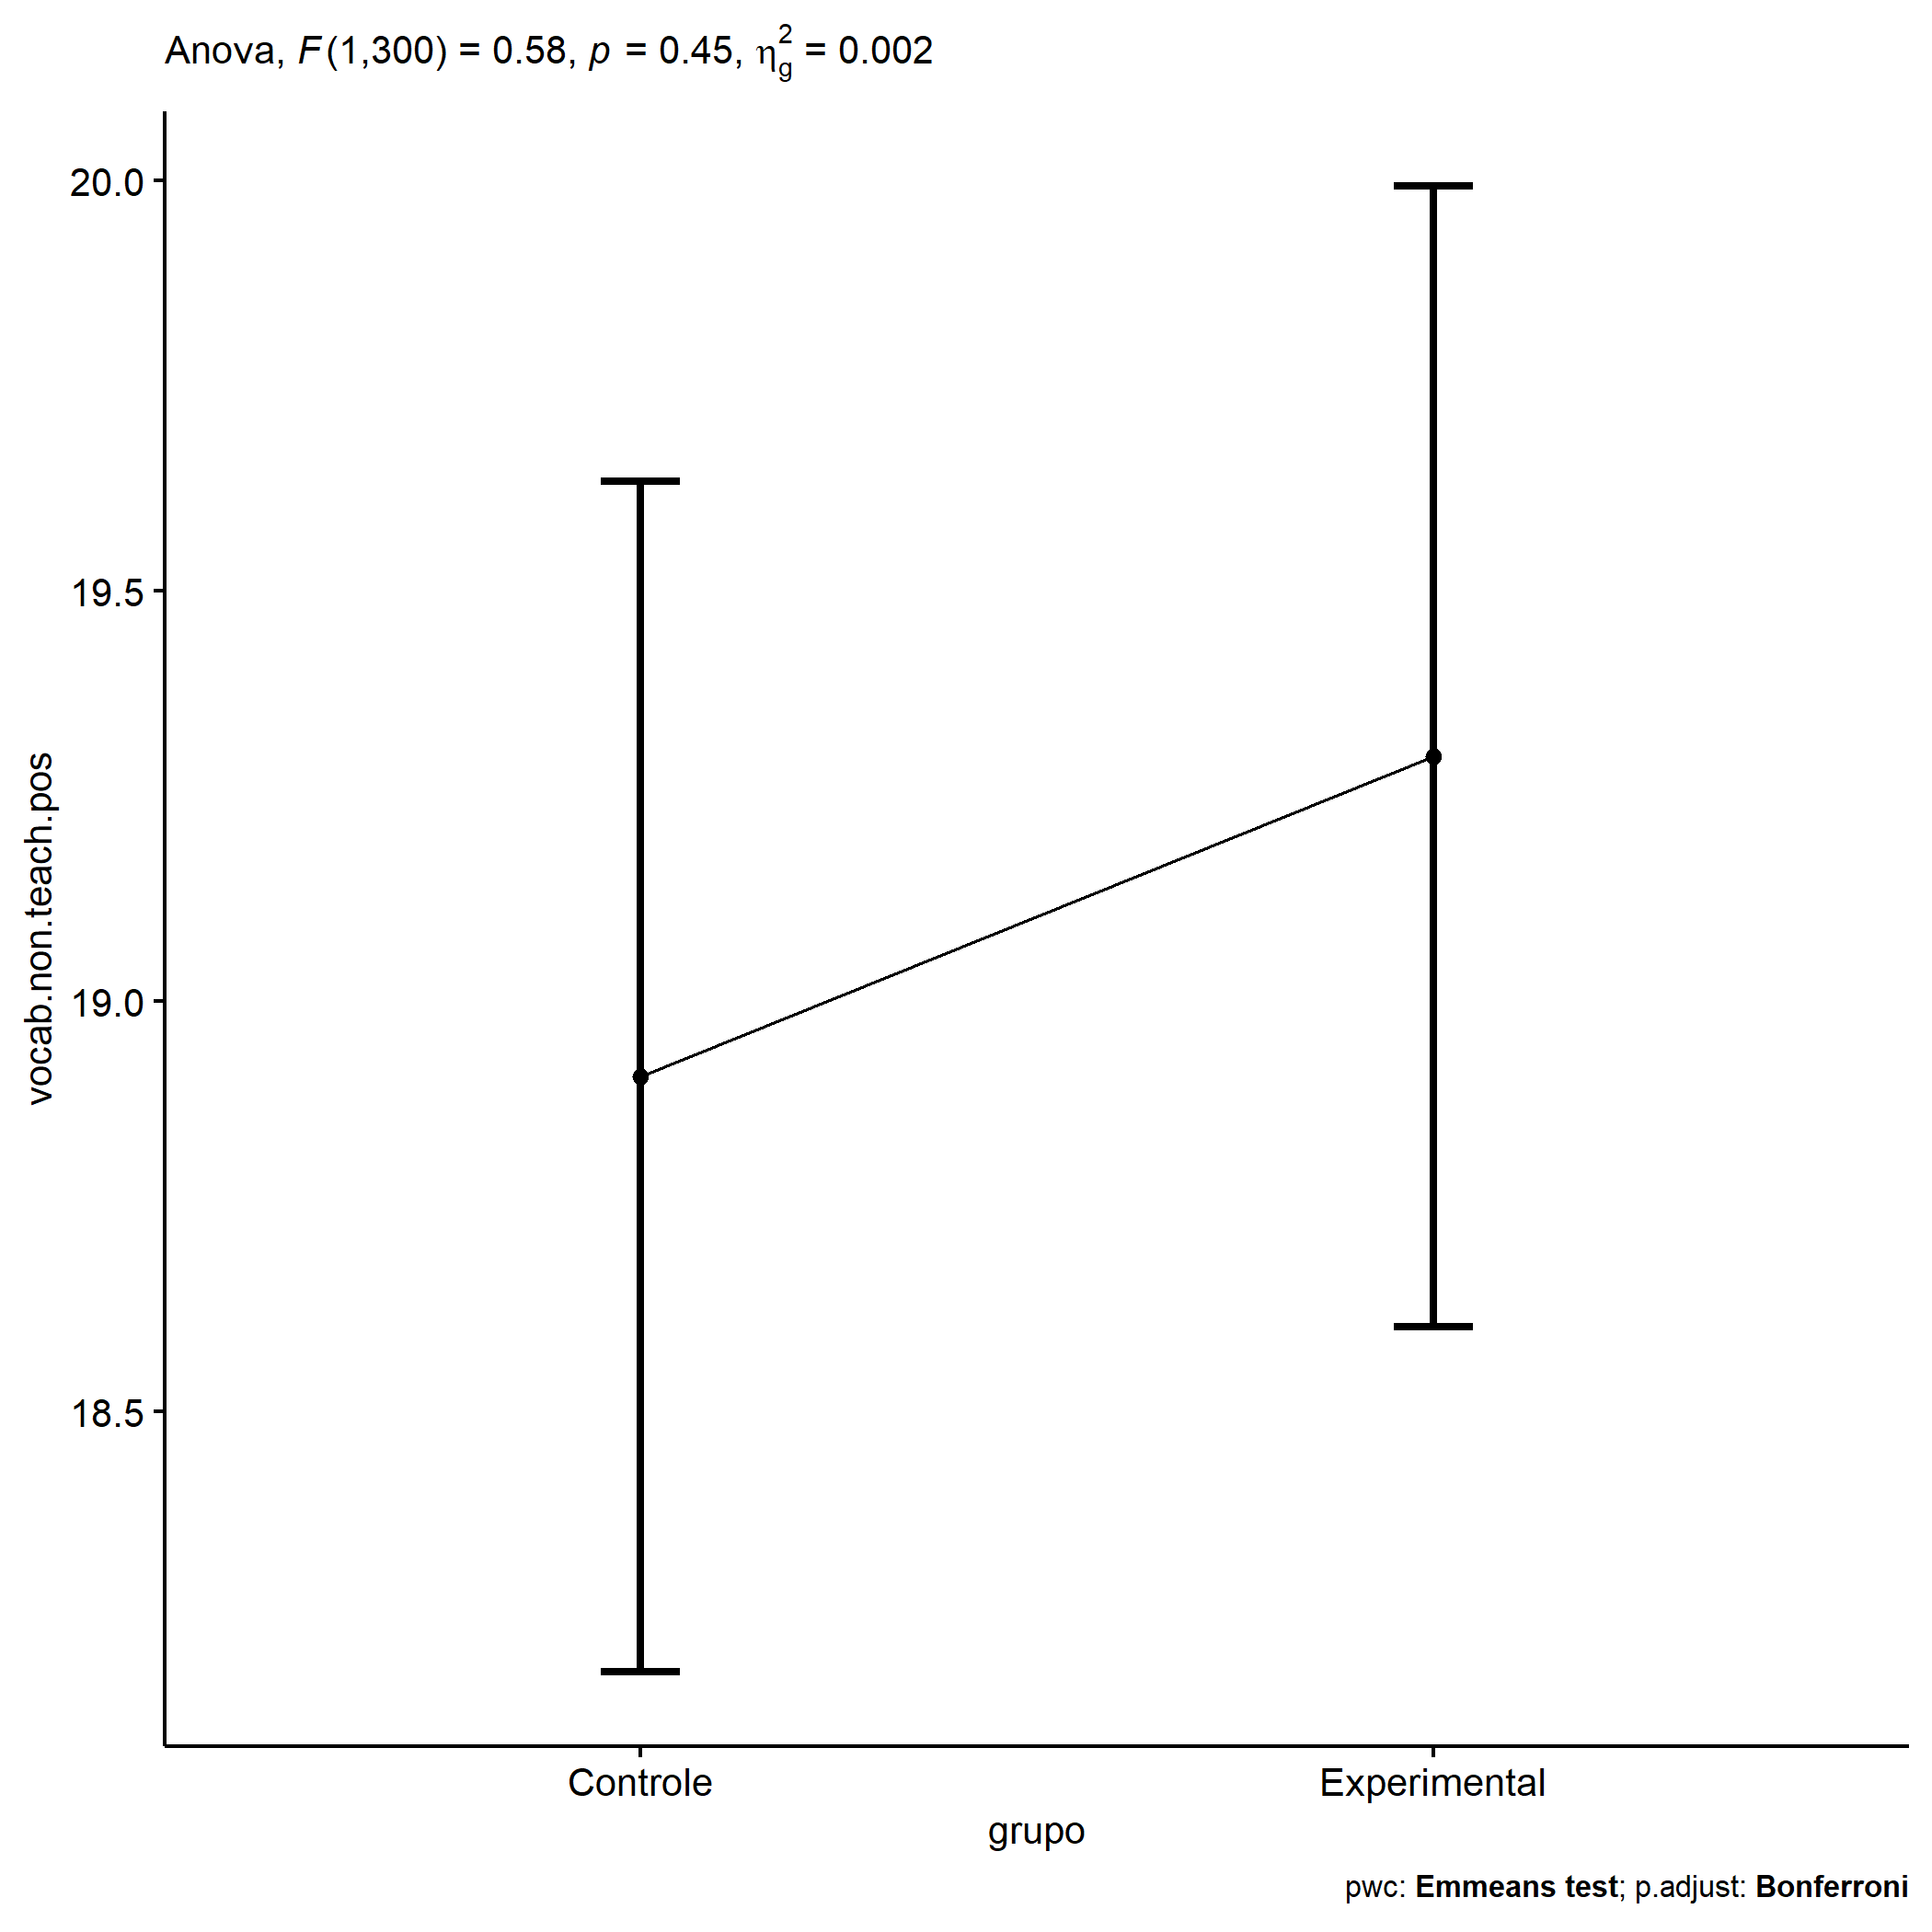 Anova, F(1,300) = 0.58, p = 0.45, η²g = 0.002
20.0
19.5
19.0
18.5
vocab.non.teach.pos
Controle
Experimental
grupo
pwc: Emmeans test; p.adjust: Bonferroni